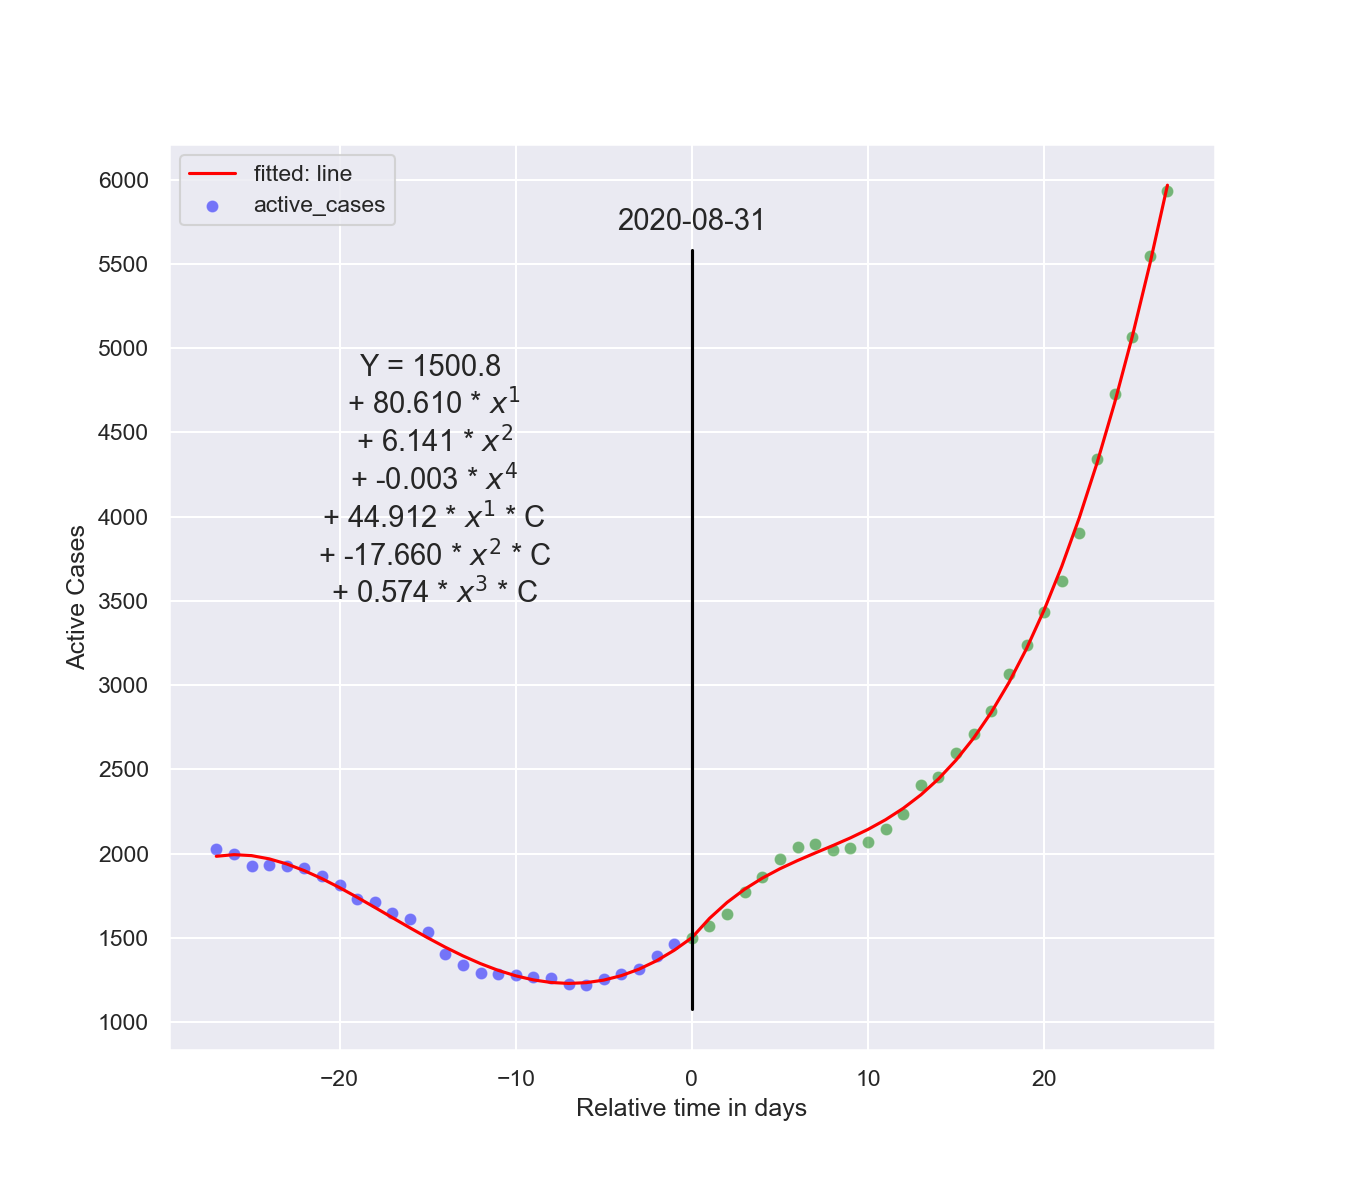 fitted: line
active_cases
2020-08-31
Y = 1500.8
+ 80.610 * x¹
+ 6.141 * x²
+ -0.003 * x⁴
+ 44.912 * x¹ * C
+ -17.660 * x² * C
+ 0.574 * x³ * C
6000
5500
5000
4500
4000
3500
3000
2500
2000
1500
1000
Active Cases
−20 −10 0 10 20
Relative time in days